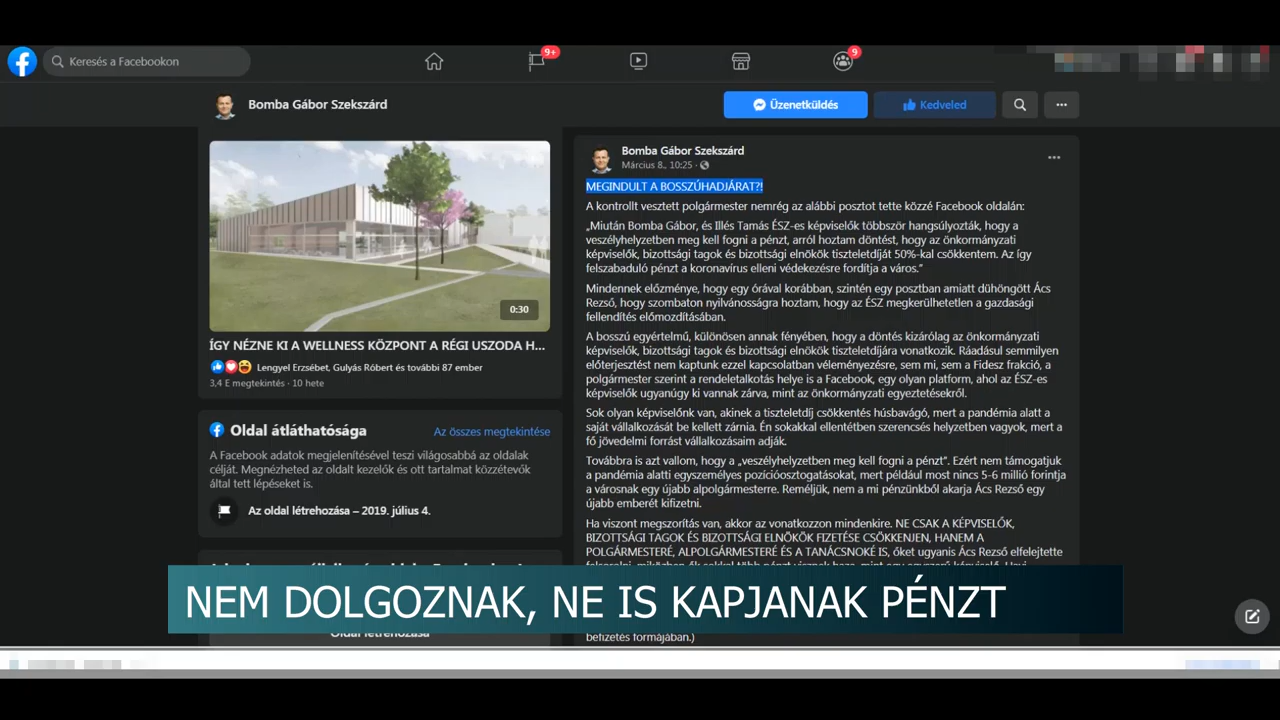 9+
9
Keresés a Facebookon
Bomba Gábor Szekszárd
Üzenetküldés
Kedveled
0:30
ÍGY NÉZNE KI A WELLNESS KÖZPONT A RÉGI USZODA H...
Lengyel Erzsébet, Gulyás Róbert és további 87 ember
3,4 E megtekintés · 10 hete
Oldal átláthatósága
Az összes megtekintése
A Facebook adatok megjelenítésével teszi világosabbá az oldalak
célját. Megnézheted az oldalt kezelők és ott tartalmat közzétevők
által tett lépéseket is.
Az oldal létrehozása – 2019. július 4.
Bomba Gábor Szekszárd
Március 8., 10:25 ·
MEGINDULT A BOSSZÚHADJÁRAT?!
A kontrollt vesztett polgármester nemrég az alábbi posztot tette közzé Facebook oldalán:
„Miután Bomba Gábor, és Illés Tamás ÉSZ-es képviselők többször hangsúlyozták, hogy a
veszélyhelyzetben meg kell fogni a pénzt, arról hoztam döntést, hogy az önkormányzati
képviselők, bizottsági tagok és bizottsági elnökök tiszteletdíját 50%-kal csökkentem. Az így
felszabaduló pénzt a koronavírus elleni védekezésre fordítja a város.”
Mindennek előzménye, hogy egy órával korábban, szintén egy posztban amiatt dühöngött Ács
Rezső, hogy szombaton nyilvánosságra hoztam, hogy az ÉSZ megkerülhetetlen a gazdasági
fellendítés előmozdításában.
A bosszú egyértelmű, különösen annak fényében, hogy a döntés kizárólag az önkormányzati
képviselők, bizottsági tagok és bizottsági elnökök tiszteletdíjára vonatkozik. Ráadásul semmilyen
előterjesztést nem kaptunk ezzel kapcsolatban véleményezésre, sem mi, sem a Fidesz frakció, a
polgármester szerint a rendeletalkotás helye is a Facebook, egy olyan platform, ahol az ÉSZ-es
képviselők ugyanúgy ki vannak zárva, mint az önkormányzati egyeztetésekről.
Sok olyan képviselőnk van, akinek a tiszteletdíj csökkentés húsbavágó, mert a pandémia alatt a
saját vállalkozását be kellett zárnia. Én sokakkal ellentétben szerencsés helyzetben vagyok, mert a
fő jövedelmi forrást vállalkozásaim adják.
Továbbra is azt vallom, hogy a „veszélyhelyzetben meg kell fogni a pénzt”. Ezért nem támogatjuk
a pandémia alatti egyszemélyes pozícióosztogatásokat, mert például most nincs 5-6 millió forintja
a városnak egy újabb alpolgármesterre. Reméljük, nem a mi pénzünkből akarja Ács Rezső egy
újabb emberét kifizetni.
Ha viszont megszorítás van, akkor az vonatkozzon mindenkire. NE CSAK A KÉPVISELŐK,
BIZOTTSÁGI TAGOK ÉS BIZOTTSÁGI ELNÖKÖK FIZETÉSE CSÖKKENJEN, HANEM A
POLGÁRMESTERÉ, ALPOLGÁRMESTERÉ ÉS A TANÁCSNOKÉ IS, őket ugyanis Ács Rezső elfelejtette
NEM DOLGOZNAK, NE IS KAPJANAK PÉNZT
Oldal létrehozása
befizetés formájában.)